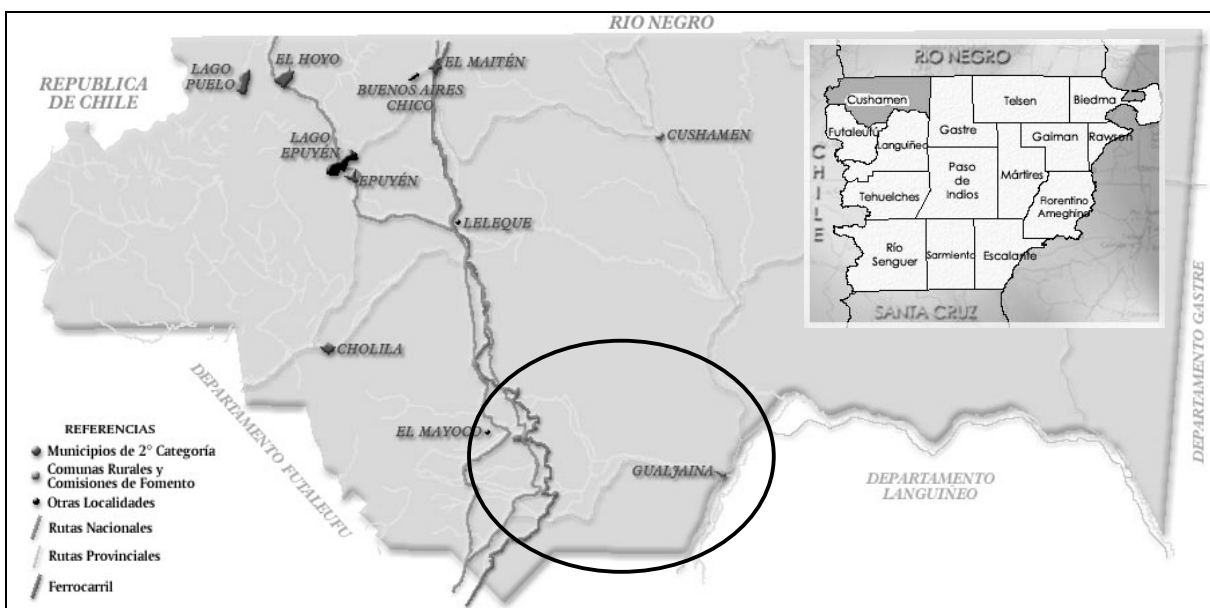 RIO NEGRO
REPUBLICA
DE CHILE
LAGO
PUELO
EL HOYO
EL MAITÉN
BUENOS AIRES
CHICO
LAGO
EPUYÉN
EPUYÉN
CUSHAMEN
LELEQUE
CHOLILA
EL MAYOCO
GUALJAINA
DEPARTAMENTO FUTALEUFU
DEPARTAMENTO
LANGUIÑEO
DEPARTAMENTO GASTRE
RIO NEGRO
Cushamen
Telsen
Biedma
Futaleufú
Languiñeo
Gastre
Gaiman
Rawson
Paso
de
Indios
Mártires
Tehuelches
Florentino
Ameghino
Río
Senguer
Sarmiento
Escalante
CHILE
SANTA CRUZ
REFERENCIAS
Municipios de 2° Categoría
Comunas Rurales y
Comisiones de Fomento
Otras Localidades
Rutas Nacionales
Rutas Provinciales
Ferrocarril